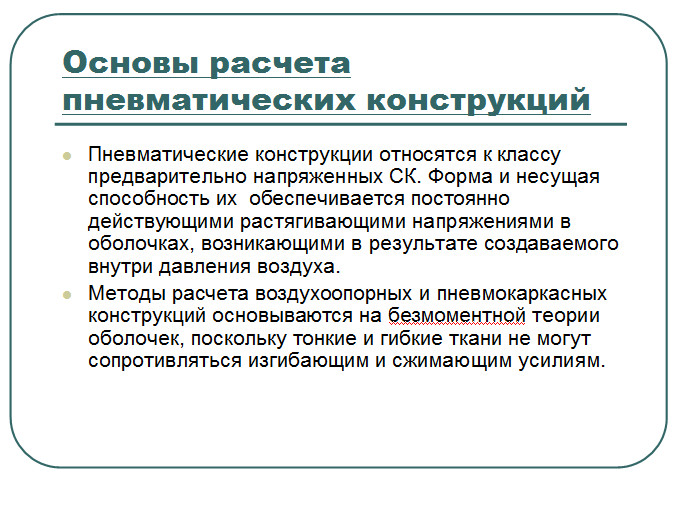 Основы расчета
пневматических конструкций
Пневматические конструкции относятся к классу
предварительно напряженных СК. Форма и несущая
способность их  обеспечивается постоянно
действующими растягивающими напряжениями в
оболочках, возникающими в результате создаваемого
внутри давления воздуха.
Методы расчета воздухоопорных и пневмокаркасных
конструкций основываются на безмоментной теории
оболочек, поскольку тонкие и гибкие ткани не могут
сопротивляться изгибающим и сжимающим усилиям.